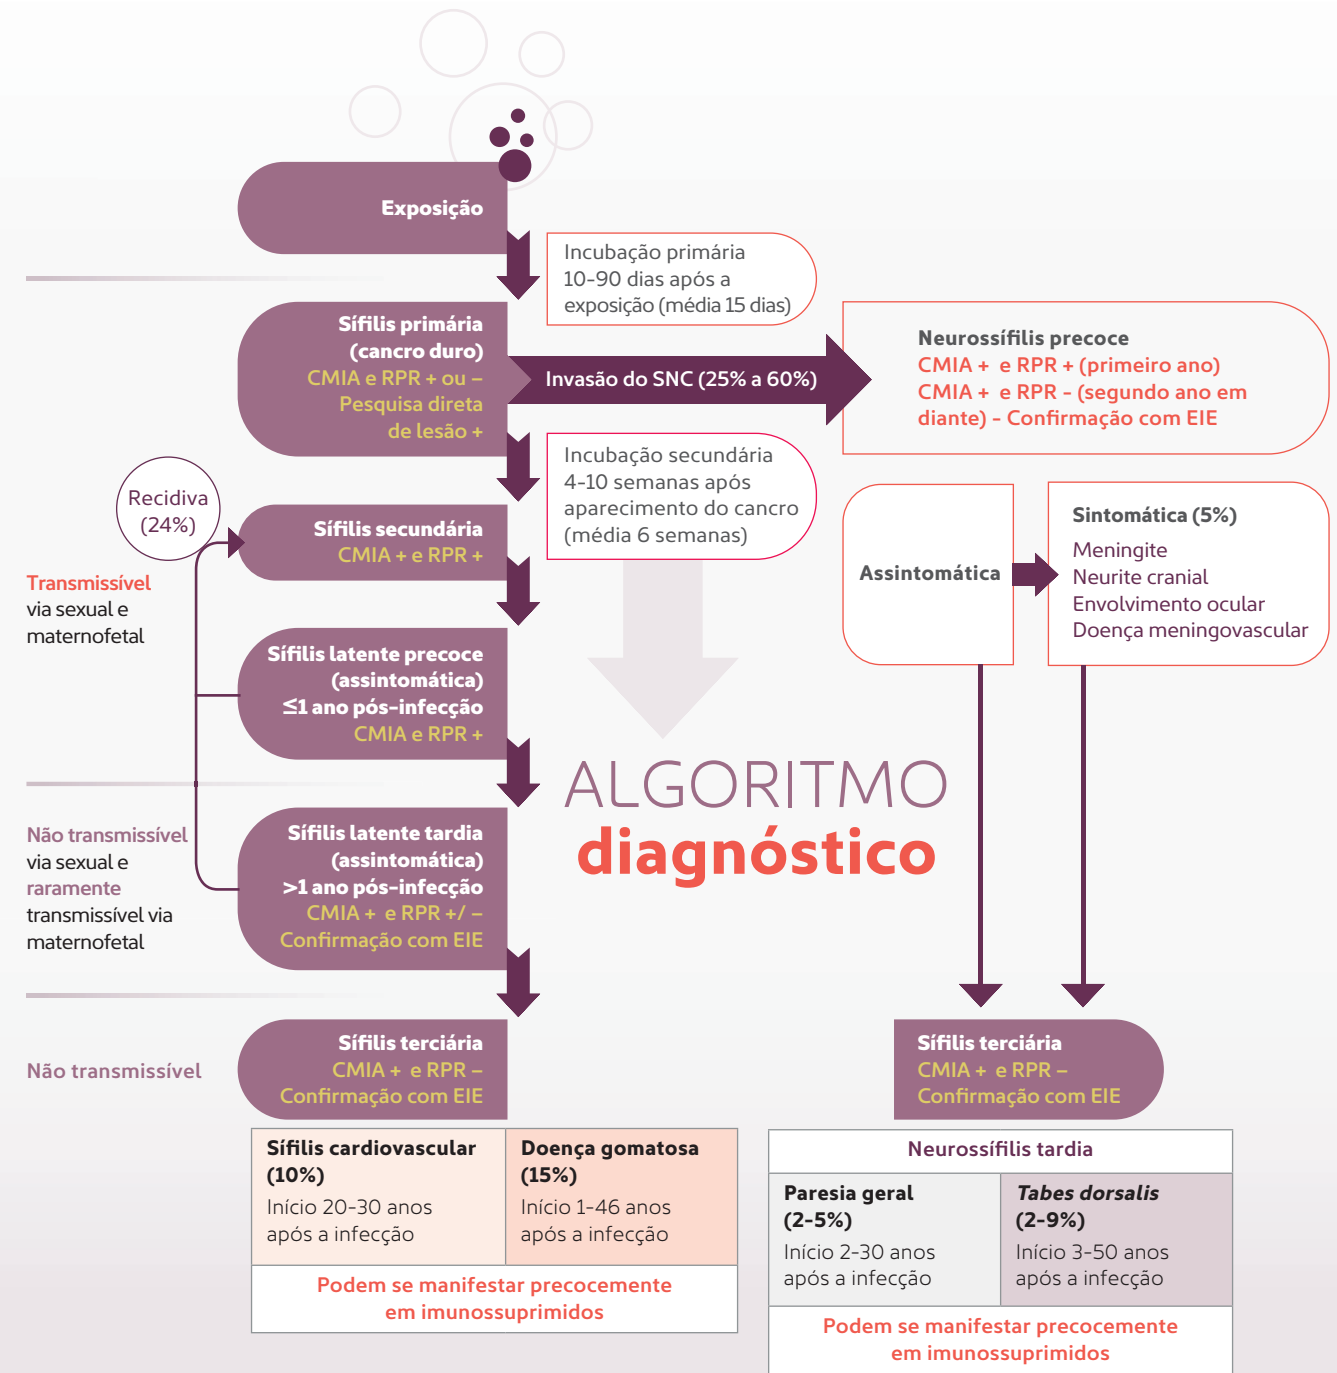 Exposição
Incubação primária
10-90 dias após a
exposição (média 15 dias)
Sífilis primária
(cancro duro)
CMIA e RPR + ou –
Pesquisa direta
de lesão +
Invasão do SNC (25% a 60%)
Neurossífilis precoce
CMIA + e RPR + (primeiro ano)
CMIA + e RPR - (segundo ano em
diante) - Confirmação com EIE
Incubação secundária
4-10 semanas após
aparecimento do cancro
(média 6 semanas)
Recidiva
(24%)
Sífilis secundária
CMIA + e RPR +
Assintomática
Sintomática (5%)
Meningite
Neurite cranial
Envolvimento ocular
Doença meningovascular
Transmissível
via sexual e
maternofetal
Sífilis latente precoce
(assintomática)
≤1 ano pós-infecção
CMIA e RPR +
ALGORITMO
diagnóstico
Não transmissível
via sexual e
raramente
transmissível via
maternofetal
Sífilis latente tardia
(assintomática)
>1 ano pós-infecção
CMIA + e RPR +/ –
Confirmação com EIE
Não transmissível
Sífilis terciária
CMIA + e RPR –
Confirmação com EIE
Sífilis terciária
CMIA + e RPR –
Confirmação com EIE
Sífilis cardiovascular
(10%)
Início 20-30 anos
após a infecção
Doença gomatosa
(15%)
Início 1-46 anos
após a infecção
Podem se manifestar precocemente
em imunossuprimidos
Neurossífilis tardia
Paresia geral
(2-5%)
Início 2-30 anos
após a infecção
Tabes dorsalis
(2-9%)
Início 3-50 anos
após a infecção
Podem se manifestar precocemente
em imunossuprimidos